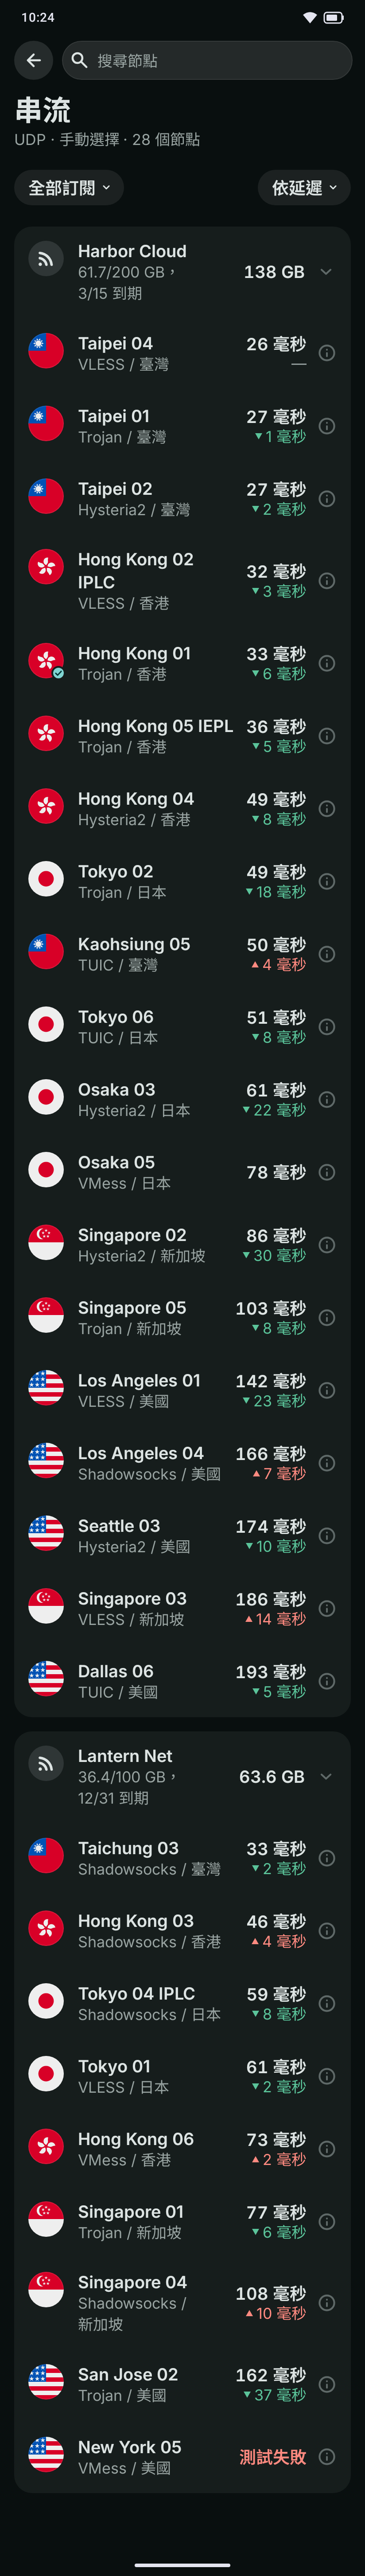 10:24
搜尋節點
串流
UDP · 手動選擇 · 28 個節點
全部訂閱
依延遲
Harbor Cloud
61.7/200 GB，
3/15 到期
138 GB
Taipei 04
VLESS / 臺灣
26 毫秒
—
Taipei 01
Trojan / 臺灣
27 毫秒
▼1 毫秒
Taipei 02
Hysteria2 / 臺灣
27 毫秒
▼2 毫秒
Hong Kong 02
IPLC
VLESS / 香港
32 毫秒
▼3 毫秒
Hong Kong 01
Trojan / 香港
33 毫秒
▼6 毫秒
Hong Kong 05 IEPL
Trojan / 香港
36 毫秒
▼5 毫秒
Hong Kong 04
Hysteria2 / 香港
49 毫秒
▼8 毫秒
Tokyo 02
Trojan / 日本
49 毫秒
▼18 毫秒
Kaohsiung 05
TUIC / 臺灣
50 毫秒
▲4 毫秒
Tokyo 06
TUIC / 日本
51 毫秒
▼8 毫秒
Osaka 03
Hysteria2 / 日本
61 毫秒
▼22 毫秒
Osaka 05
VMess / 日本
78 毫秒
Singapore 02
Hysteria2 / 新加坡
86 毫秒
▼30 毫秒
Singapore 05
Trojan / 新加坡
103 毫秒
▼8 毫秒
Los Angeles 01
VLESS / 美國
142 毫秒
▼23 毫秒
Los Angeles 04
Shadowsocks / 美國
166 毫秒
▲7 毫秒
Seattle 03
Hysteria2 / 美國
174 毫秒
▼10 毫秒
Singapore 03
VLESS / 新加坡
186 毫秒
▲14 毫秒
Dallas 06
TUIC / 美國
193 毫秒
▼5 毫秒
Lantern Net
36.4/100 GB，
12/31 到期
63.6 GB
Taichung 03
Shadowsocks / 臺灣
33 毫秒
▼2 毫秒
Hong Kong 03
Shadowsocks / 香港
46 毫秒
▲4 毫秒
Tokyo 04 IPLC
Shadowsocks / 日本
59 毫秒
▼8 毫秒
Tokyo 01
VLESS / 日本
61 毫秒
▼2 毫秒
Hong Kong 06
VMess / 香港
73 毫秒
▲2 毫秒
Singapore 01
Trojan / 新加坡
77 毫秒
▼6 毫秒
Singapore 04
Shadowsocks /
新加坡
108 毫秒
▲10 毫秒
San Jose 02
Trojan / 美國
162 毫秒
▼37 毫秒
New York 05
VMess / 美國
測試失敗